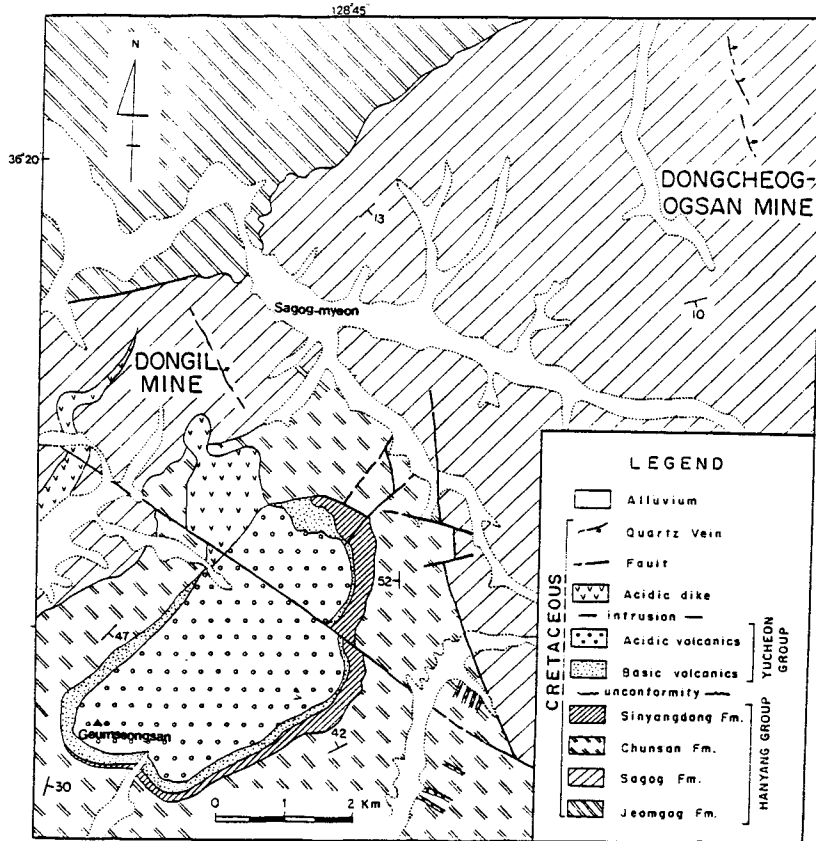 128°45'
N
36°20
DONGCHEOG-
OGSAN MINE
13
10
Sagog-myeon
DONGIL
MINE
52
47
42
Geumseongsan
30
0 1 2 Km
LEGEND
Alluvium
Quartz Vein
Fault
Acidic dike
intrusion
Acidic volcanics
Basic volcanics
unconformity
Sinyangdong Fm.
Chunsan Fm.
Sagog Fm.
Jeomgog Fm.
CRETACEOUS
YUCHEON
GROUP
HANYANG GROUP